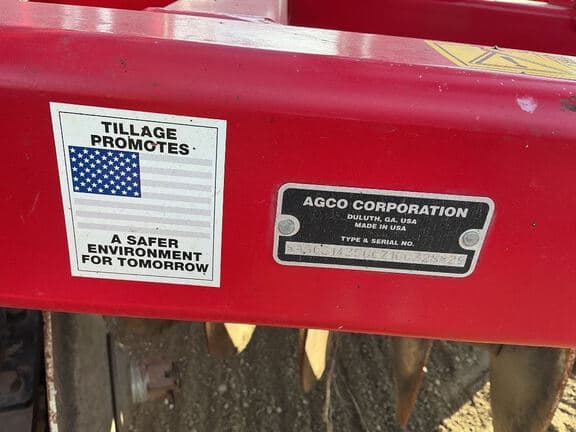 TILLAGE
PROMOTES
A SAFER
ENVIRONMENT
FOR TOMORROW
AGCO CORPORATION
DULUTH, GA. USA
MADE IN USA
TYPE & SERIAL NO.